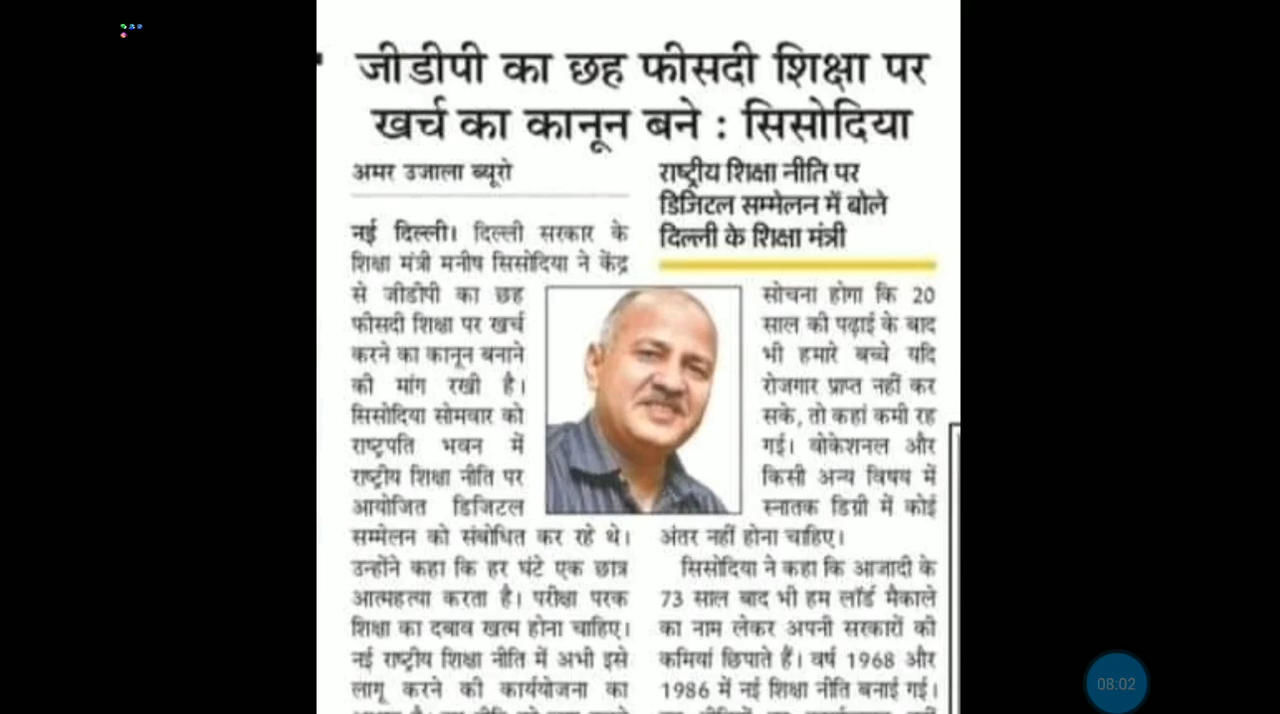 जीडीपी का छह फीसदी शिक्षा पर
खर्च का कानून बने : सिसोदिया
अमर उजाला ब्यूरो
नई दिल्ली। दिल्ली सरकार के
शिक्षा मंत्री मनीष सिसोदिया ने केंद्र
से जीडीपी का छह
फीसदी शिक्षा पर खर्च
करने का कानून बनाने
की मांग रखी है।
सिसोदिया सोमवार को
राष्ट्रपति भवन में
राष्ट्रीय शिक्षा नीति पर
आयोजित डिजिटल
सम्मेलन को संबोधित कर रहे थे।
उन्होंने कहा कि हर घंटे एक छात्र
आत्महत्या करता है। परीक्षा परक
शिक्षा का दबाव खत्म होना चाहिए।
नई राष्ट्रीय शिक्षा नीति में अभी इसे
लागू करने की कार्ययोजना का
राष्ट्रीय शिक्षा नीति पर
डिजिटल सम्मेलन में बोले
दिल्ली के शिक्षा मंत्री
सोचना होगा कि 20
साल की पढ़ाई के बाद
भी हमारे बच्चे यदि
रोजगार प्राप्त नहीं कर
सके, तो कहां कमी रह
गई। वोकेशनल और
किसी अन्य विषय में
स्नातक डिग्री में कोई
अंतर नहीं होना चाहिए।
सिसोदिया ने कहा कि आजादी के
73 साल बाद भी हम लॉर्ड मैकाले
का नाम लेकर अपनी सरकारों की
कमियां छिपाते हैं। वर्ष 1968 और
1986 में नई शिक्षा नीति बनाई गई।
08:02